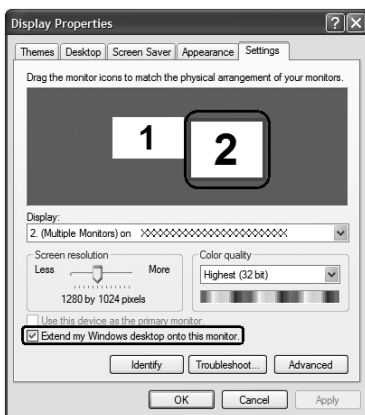 Display Properties
Themes Desktop Screen Saver Appearance Settings
Drag the monitor icons to match the physical arrangement of your monitors.
1 2
Display:
2. (Multiple Monitors) on XXXXXXXXXXXXXXXXXXXXXXXX
Screen resolution
Less More
1280 by 1024 pixels
Color quality
Highest (32 bit)
Use this device as the primary monitor.
Extend my Windows desktop onto this monitor.
Identify Troubleshoot... Advanced
OK Cancel Apply